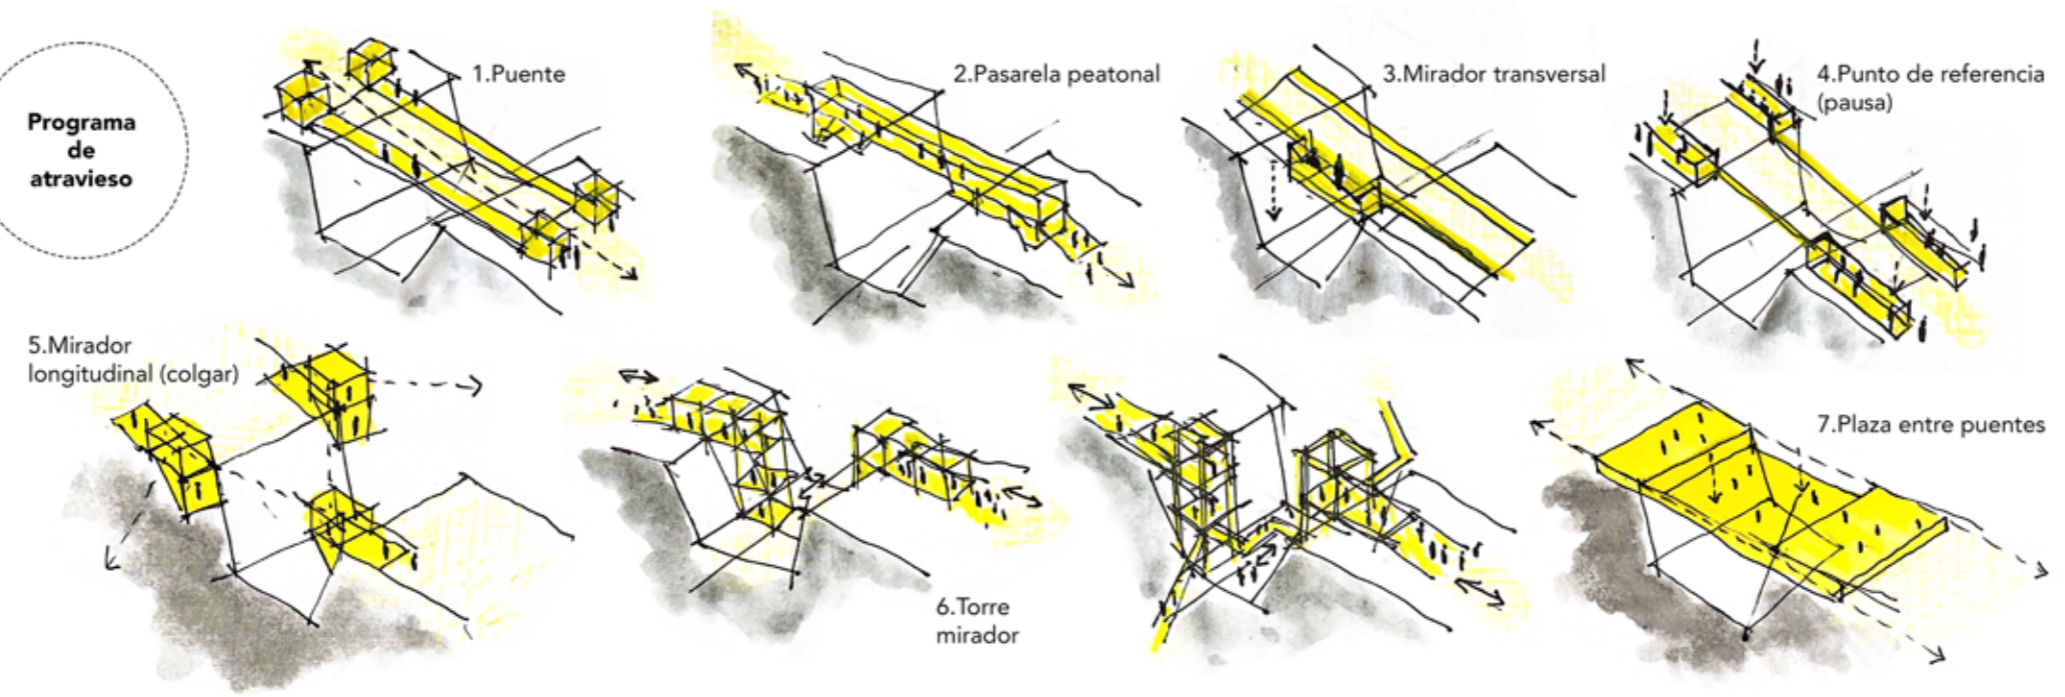 Programa
de
atravieso
1.Puente
2.Pasarela peatonal
3.Mirador transversal
4.Punto de referencia
(pausa)
5.Mirador
longitudinal (colgar)
6.Torre
mirador
7.Plaza entre puentes